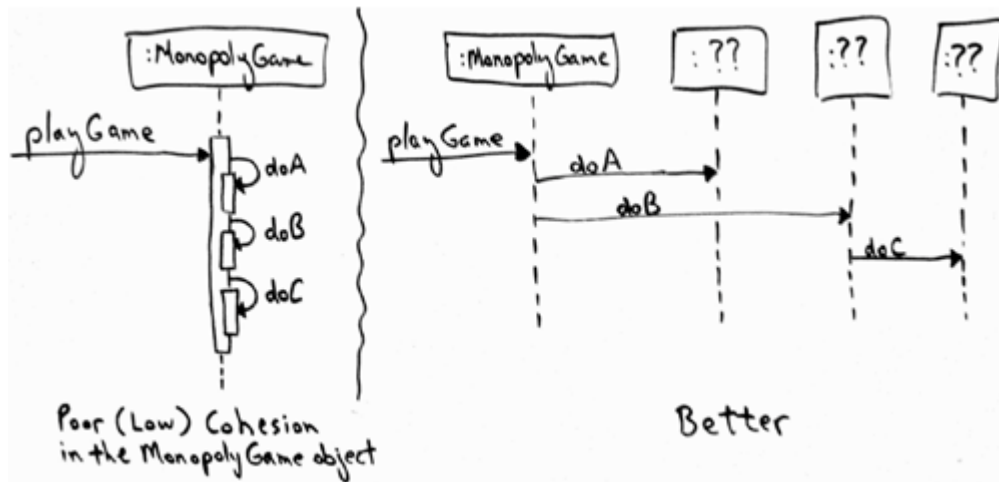 :MonopolyGame
playGame
doA
doB
doC
Poor (Low) Cohesion
in the MonopolyGame object
:MonopolyGame
: ??
:??
:??
playGame
doA
doB
doC
Better